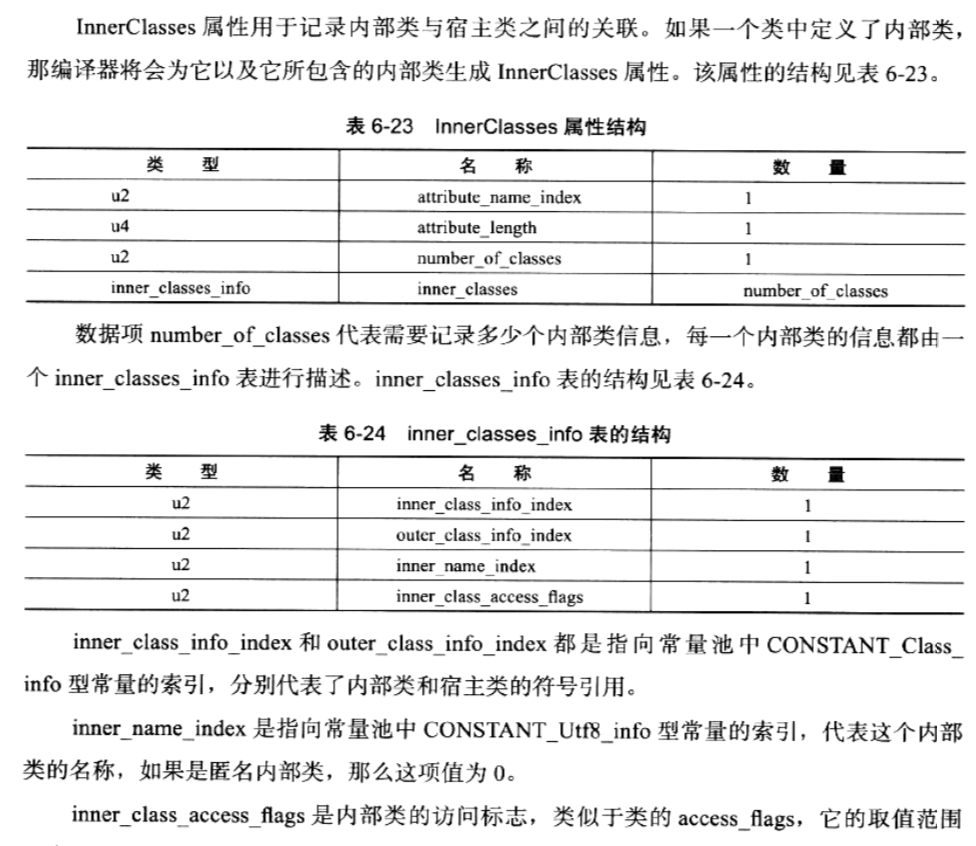 InnerClasses 属性用于记录内部类与宿主类之间的关联。如果一个类中定义了内部类，
那编译器将会为它以及它所包含的内部类生成 InnerClasses 属性。该属性的结构见表 6-23。
表 6-23 InnerClasses 属性结构
类 型 名 称 数 量
u2 attribute_name_index 1
u4 attribute_length 1
u2 number_of_classes 1
inner_classes_info inner_classes number_of_classes
数据项 number_of_classes 代表需要记录多少个内部类信息，每一个内部类的信息都由一
个 inner_classes_info 表进行描述。inner_classes_info 表的结构见表 6-24。
表 6-24 inner_classes_info 表的结构
类 型 名 称 数 量
u2 inner_class_info_index 1
u2 outer_class_info_index 1
u2 inner_name_index 1
u2 inner_class_access_flags 1
inner_class_info_index 和 outer_class_info_index 都是指向常量池中 CONSTANT_Class_
info 型常量的索引，分别代表了内部类和宿主类的符号引用。
inner_name_index 是指向常量池中 CONSTANT_Utf8_info 型常量的索引，代表这个内部
类的名称，如果是匿名内部类，那么这项值为 0。
inner_class_access_flags 是内部类的访问标志，类似于类的 access_flags，它的取值范围